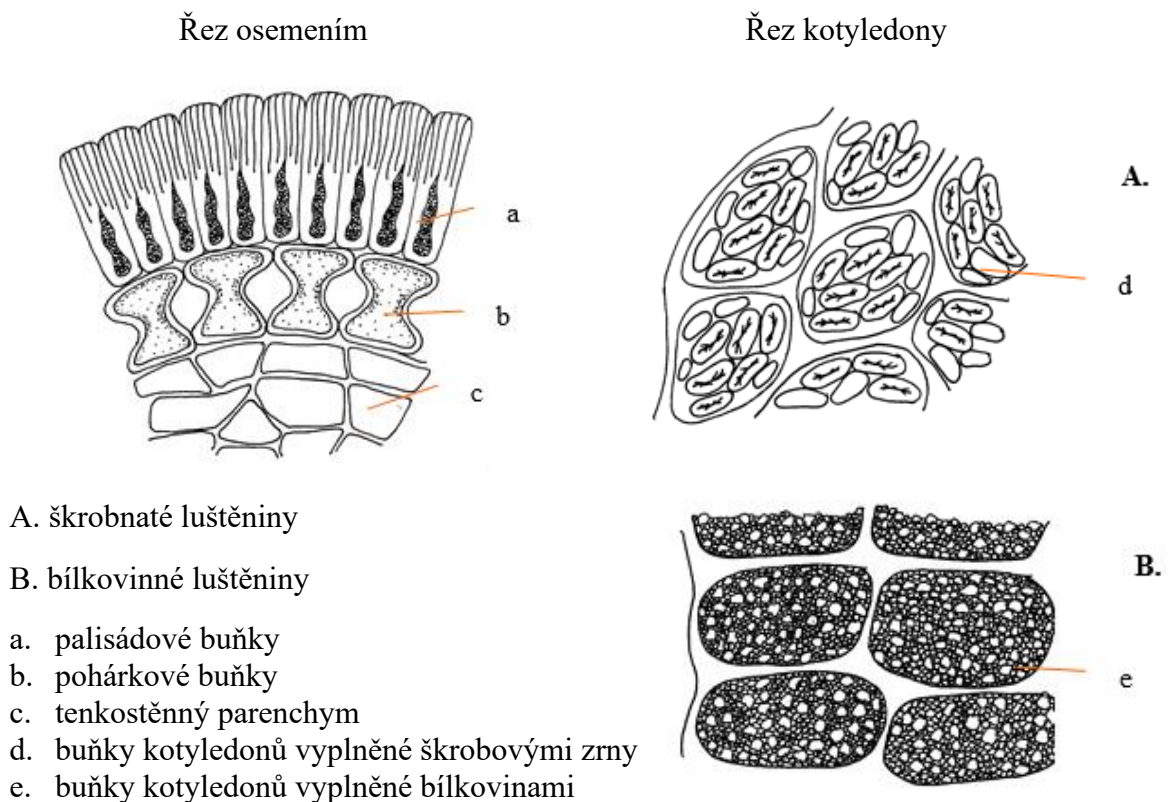 Řez osemením
Řez kotyledony
a
b
c
A.
d
A. škrobnaté luštěniny
B. bílkovinné luštěniny
a. palisádové buňky
b. pohárkové buňky
c. tenkostěnný parenchym
d. buňky kotyledonů vyplněné škrobovými zrny
e. buňky kotyledonů vyplněné bílkovinami
B.
e